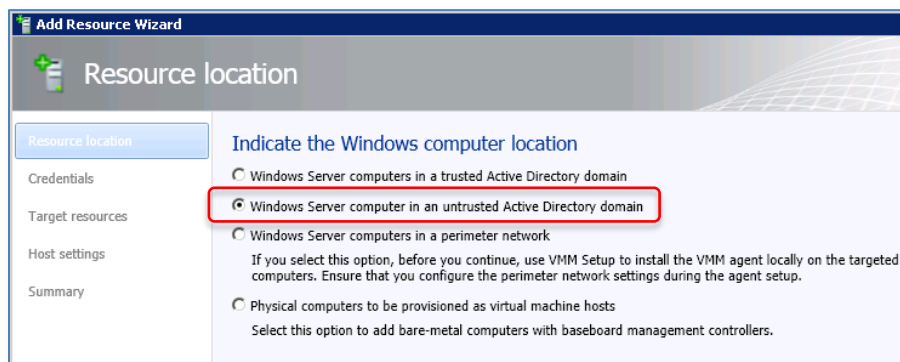 Add Resource Wizard
Resource location
Resource location
Credentials
Target resources
Host settings
Summary
Indicate the Windows computer location
Windows Server computers in a trusted Active Directory domain
Windows Server computer in an untrusted Active Directory domain
Windows Server computers in a perimeter network
If you select this option, before you continue, use VMM Setup to install the VMM agent locally on the targeted
computers. Ensure that you configure the perimeter network settings during the agent setup.
Physical computers to be provisioned as virtual machine hosts
Select this option to add bare-metal computers with baseboard management controllers.